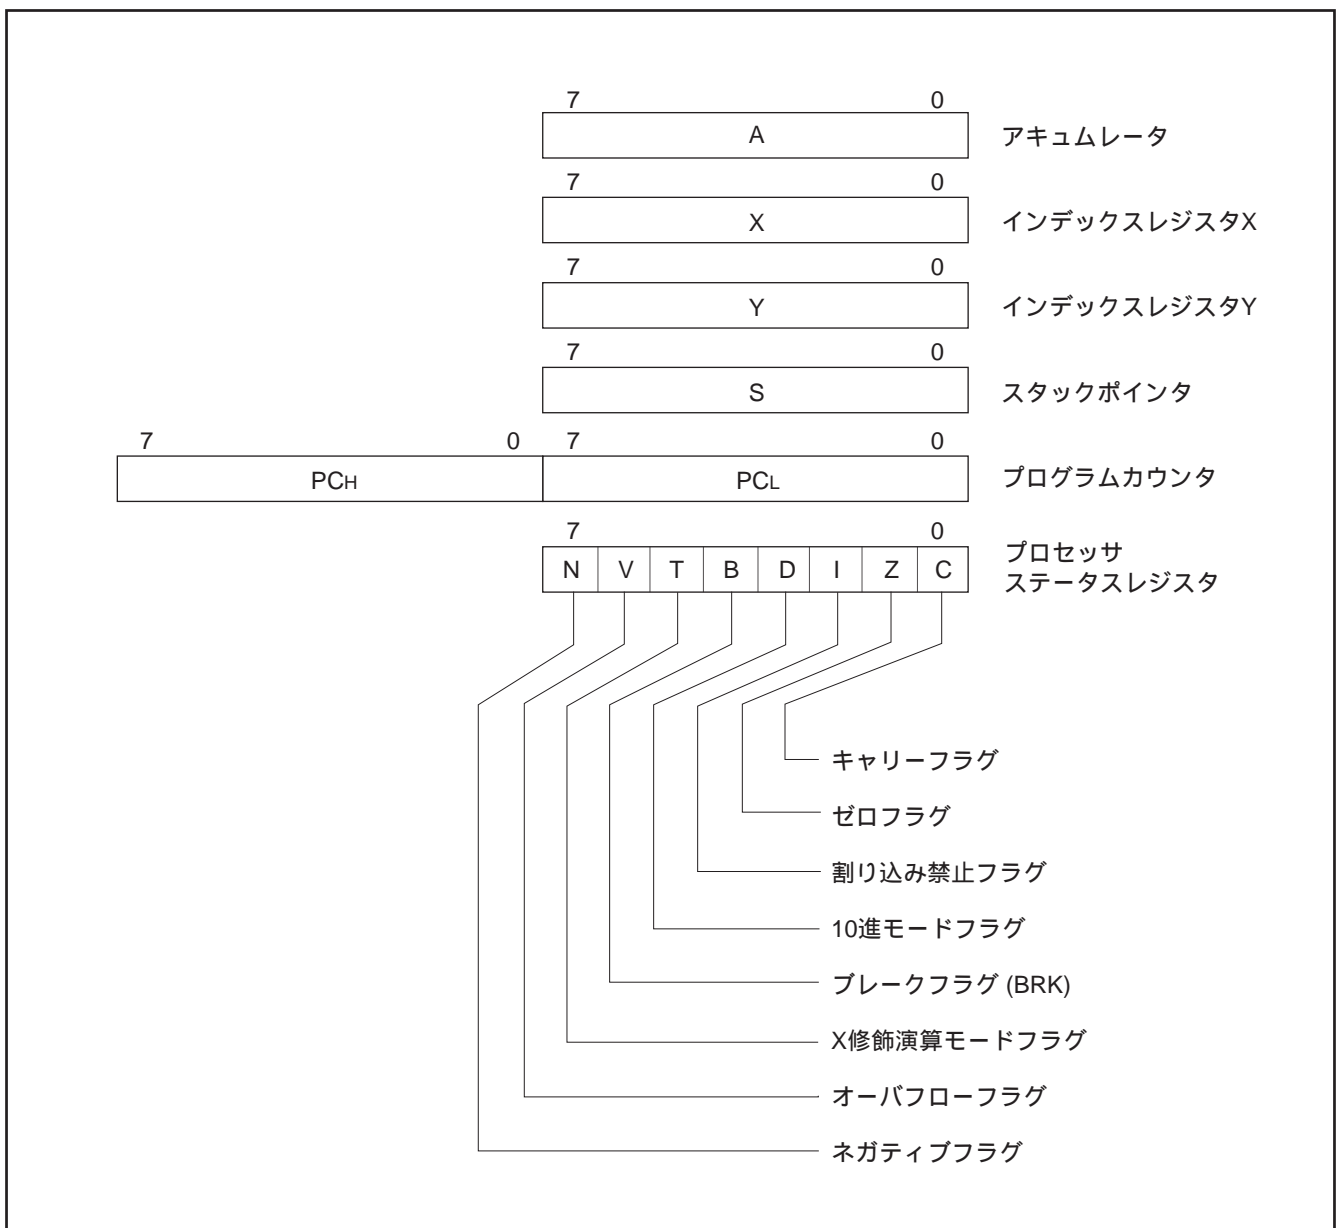 7 0
A アキュムレータ
7 0
X インデックスレジスタX
7 0
Y インデックスレジスタY
7 0
S スタックポインタ
7 0 7 0
PCH PCL プログラムカウンタ
7 0
プロセッサ
N V T B D I Z C
ステータスレジスタ
キャリーフラグ
ゼロフラグ
割り込み禁止フラグ
10進モードフラグ
ブレークフラグ (BRK)
X修飾演算モードフラグ
オーバフローフラグ
ネガティブフラグ